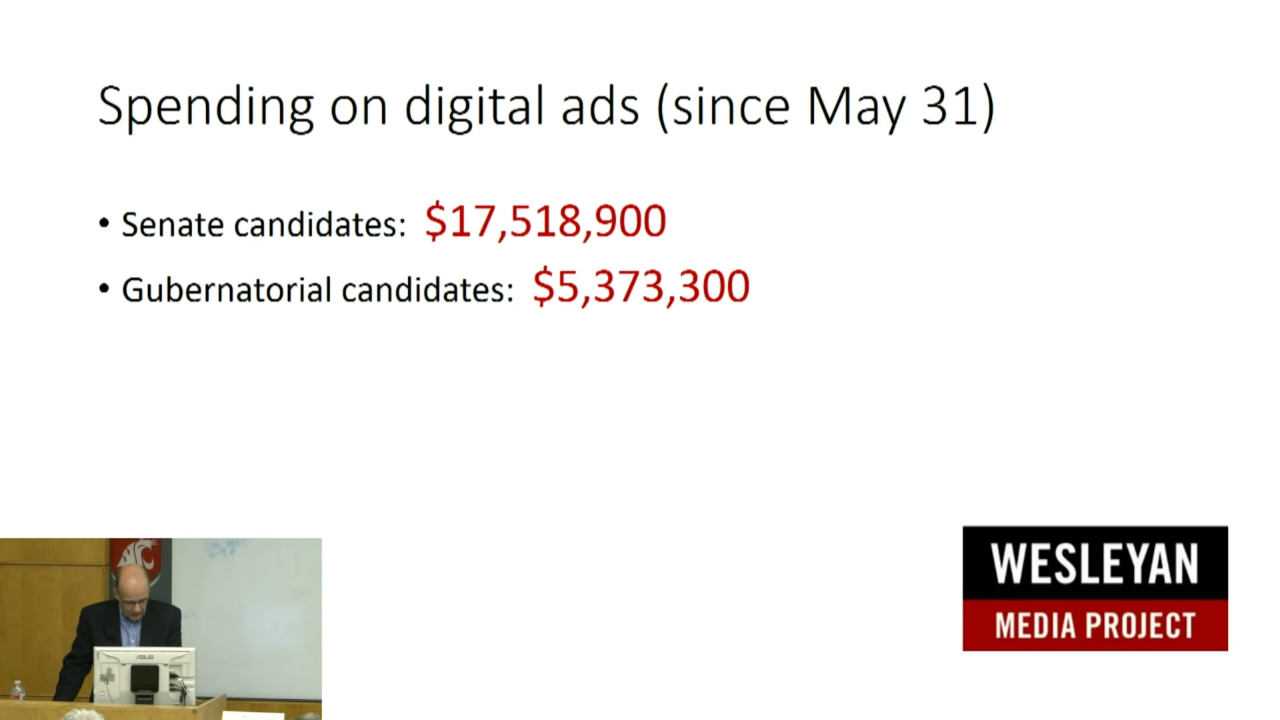 Spending on digital ads (since May 31)
• Senate candidates: $17,518,900
• Gubernatorial candidates: $5,373,300
WESLEYAN
MEDIA PROJECT
ASUS